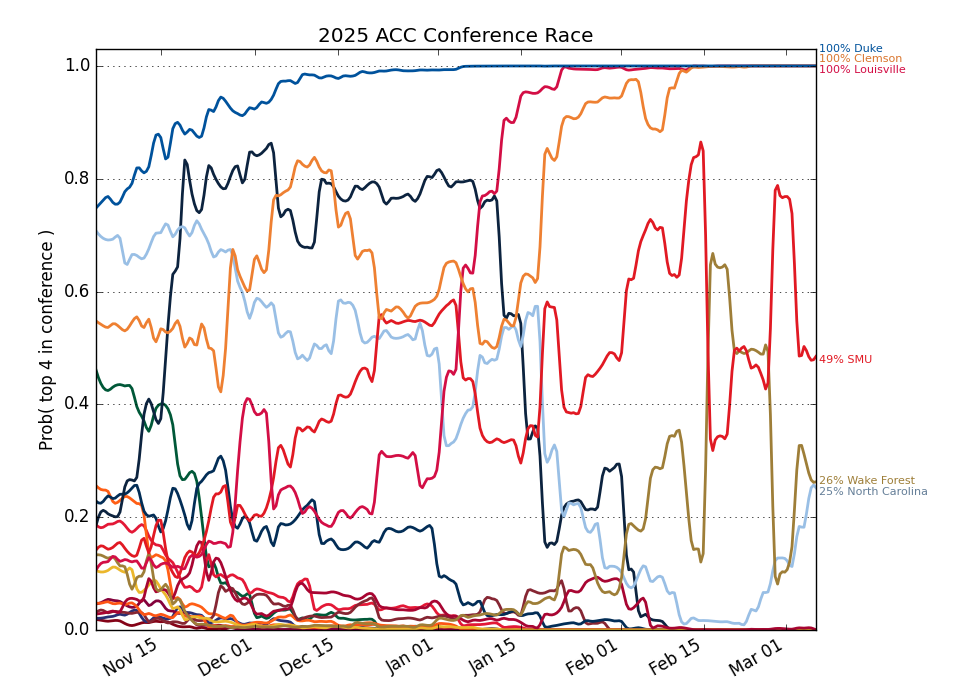 2025 ACC Conference Race
Prob( top 4 in conference )
1.0
0.8
0.6
0.4
0.2
0.0
Nov 15
Dec 01
Dec 15
Jan 01
Jan 15
Feb 01
Feb 15
Mar 01
100% Duke
100% Clemson
100% Louisville
49% SMU
26% Wake Forest
25% North Carolina